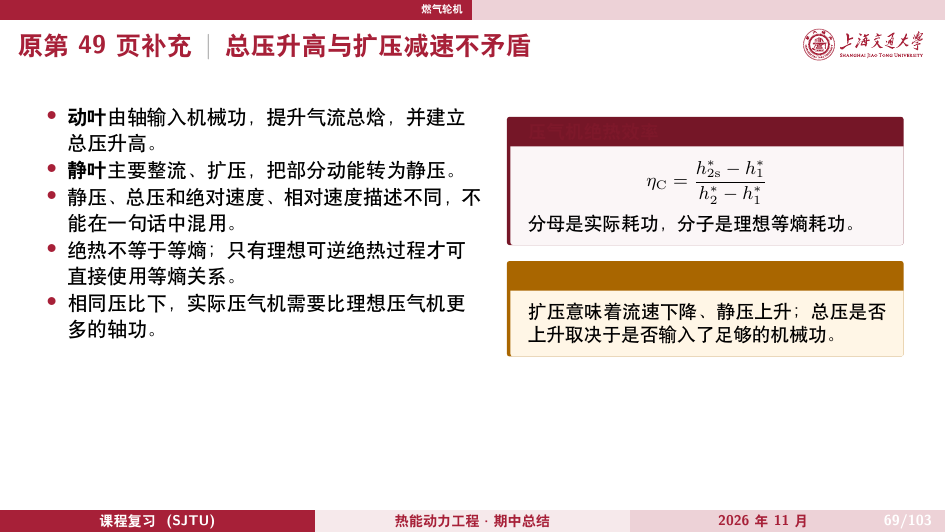 燃气轮机
原第 49 页补充 | 总压升高与扩压减速不矛盾
上海交通大学
SHANGHAI JIAO TONG UNIVERSITY
• 动叶由轴输入机械功，提升气流总焓，并建立
总压升高。
• 静叶主要整流、扩压，把部分动能转为静压。
• 静压、总压和绝对速度、相对速度描述不同，不
能在一句话中混用。
• 绝热不等于等熵；只有理想可逆绝热过程才可
直接使用等熵关系。
• 相同压比下，实际压气机需要比理想压气机更
多的轴功。
η_C = (h*_2s − h*_1) / (h*_2 − h*_1)
分母是实际耗功，分子是理想等熵耗功。
扩压意味着流速下降、静压上升；总压是否
上升取决于是否输入了足够的机械功。
课程复习 (SJTU)
热能动力工程 · 期中总结
2026 年 11 月
69/103